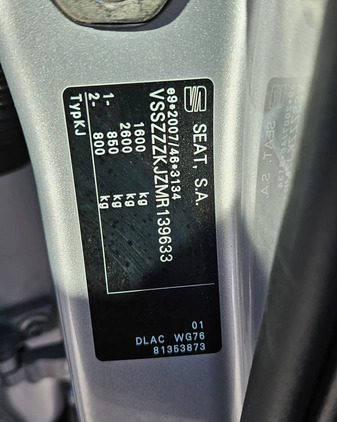 SEAT, S.A.
e9*2007/46*3134
VSSZZZKJZMR139633
1600 kg
2600 kg
1- 850 kg
2- 800 kg
TypKJ
01
DLAC WG76
81353873